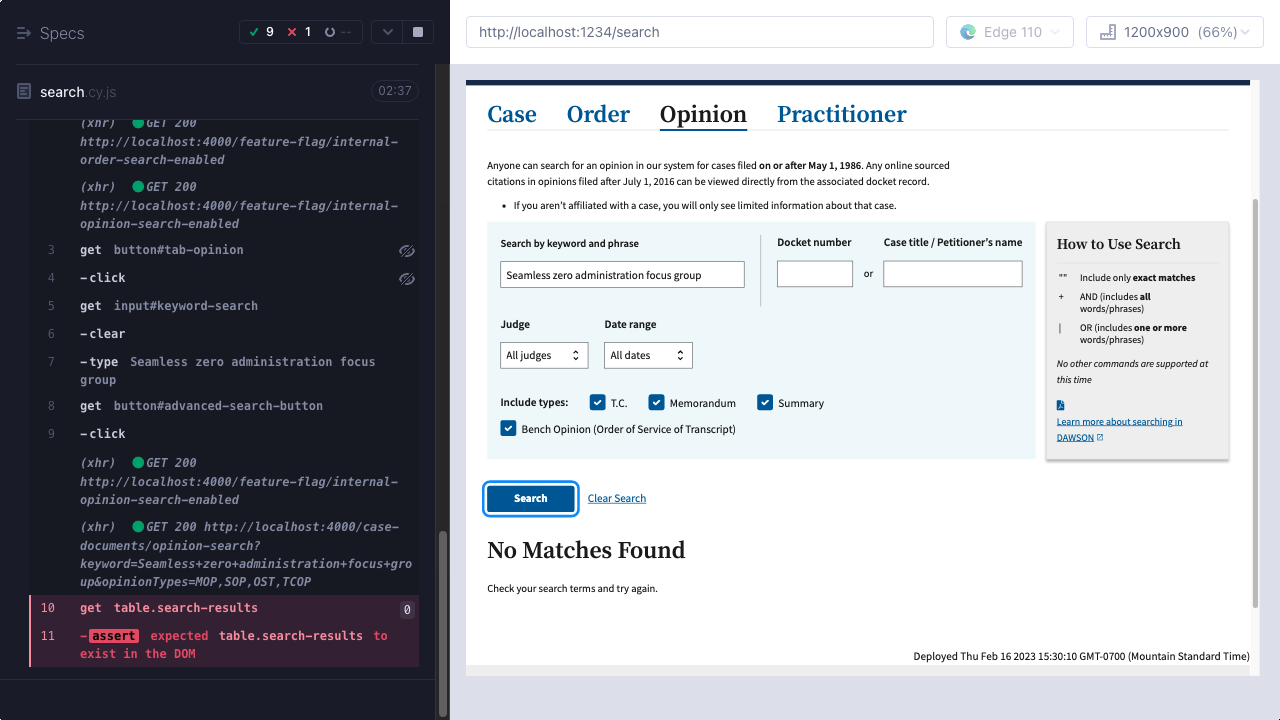 Specs
9 1 --
search.cy.js 02:37
(xhr) GET 200
http://localhost:4000/feature-flag/internal-
order-search-enabled
(xhr) GET 200
http://localhost:4000/feature-flag/internal-
opinion-search-enabled
3 get button#tab-opinion
4 -click
5 get input#keyword-search
6 -clear
7 -type Seamless zero administration focus
group
8 get button#advanced-search-button
9 -click
(xhr) GET 200
http://localhost:4000/feature-flag/internal-
opinion-search-enabled
(xhr) GET 200 http://localhost:4000/case-
documents/opinion-search?
keyword=Seamless+zero+administration+focus+gro
up&opinionTypes=MOP,SOP,OST,TCOP
10 get table.search-results 0
11 -assert expected table.search-results to
exist in the DOM
http://localhost:1234/search
Edge 110
1200x900 (66%)
Case Order Opinion Practitioner
Anyone can search for an opinion in our system for cases filed on or after May 1, 1986. Any online sourced
citations in opinions filed after July 1, 2016 can be viewed directly from the associated docket record.
• If you aren't affiliated with a case, you will only see limited information about that case.
Search by keyword and phrase
Seamless zero administration focus group
Docket number
or
Case title / Petitioner's name
Judge
All judges
Date range
All dates
Include types: T.C. Memorandum Summary
Bench Opinion (Order of Service of Transcript)
How to Use Search
"" Include only exact matches
+ AND (includes all
words/phrases)
| OR (includes one or more
words/phrases)
No other commands are supported at
this time
Learn more about searching in
DAWSON
Search Clear Search
No Matches Found
Check your search terms and try again.
Deployed Thu Feb 16 2023 15:30:10 GMT-0700 (Mountain Standard Time)